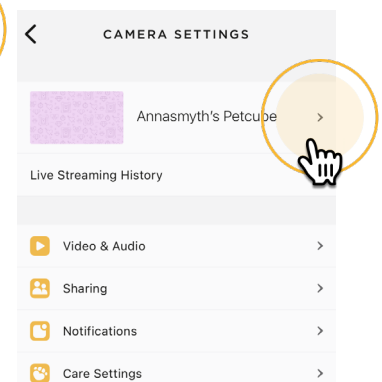 CAMERA SETTINGS
Annasmyth's Petcube
Live Streaming History
Video & Audio
Sharing
Notifications
Care Settings